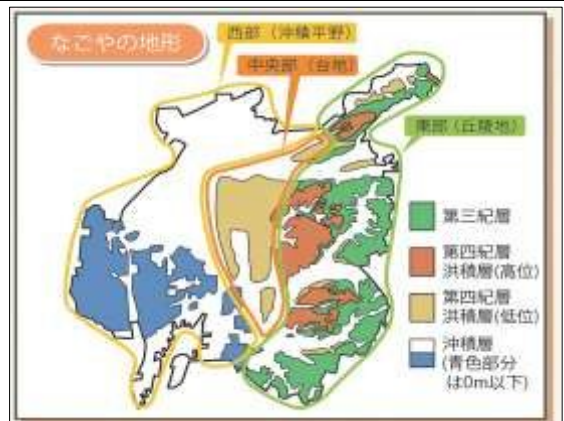 なごやの地形
西部（沖積平野）
中央部（台地）
東部（丘陵地）
第三紀層
第四紀層
洪積層(高位)
第四紀層
洪積層(低位)
沖積層
(青色部分
は0m以下)